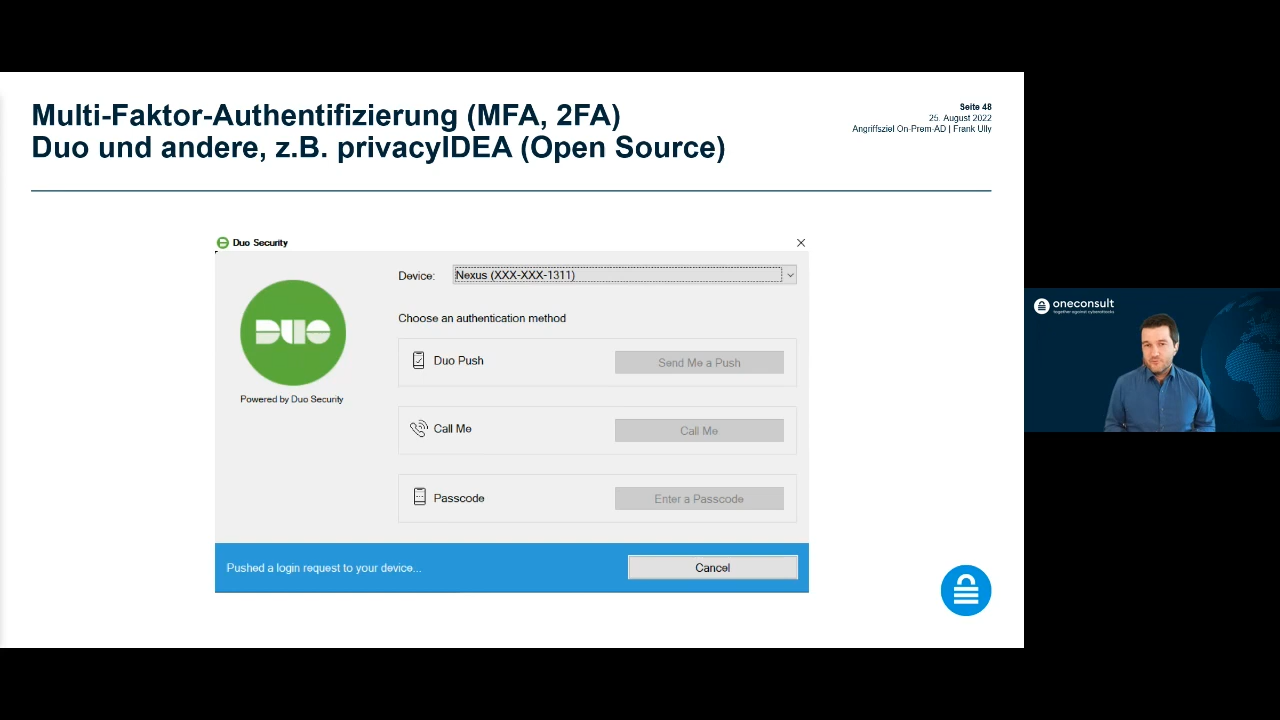 Multi-Faktor-Authentifizierung (MFA, 2FA)
Duo und andere, z.B. privacyIDEA (Open Source)
Seite 48
25. August 2022
Angriffsziel On-Prem-AD | Frank Ully
Duo Security
DUO
Powered by Duo Security
Device:
Nexus (XXX-XXX-1311)
Choose an authentication method
Duo Push
Send Me a Push
Call Me
Call Me
Passcode
Enter a Passcode
Pushed a login request to your device...
Cancel
oneconsult
together against cyberattacks